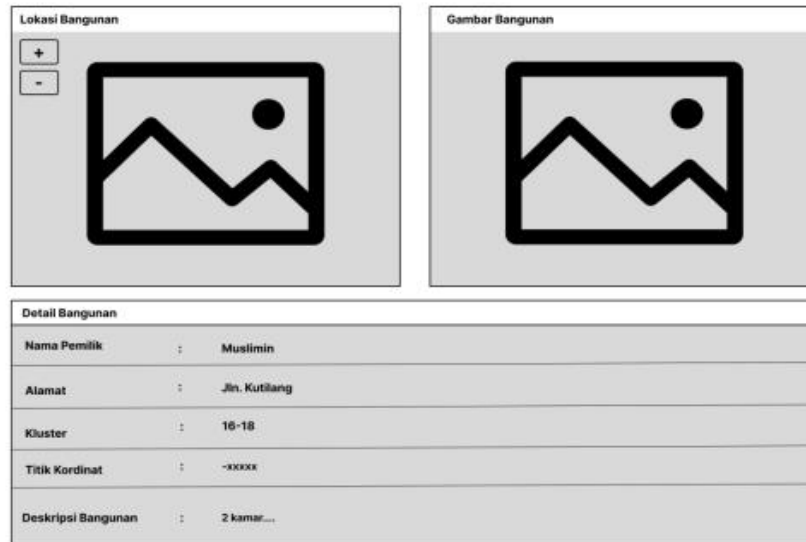 Lokasi Bangunan
+
-
Gambar Bangunan
Detail Bangunan
Nama Pemilik : Muslimin
Alamat : Jln. Kutilang
Kluster : 16-18
Titik Kordinat : -xxxxx
Deskripsi Bangunan : 2 kamar....